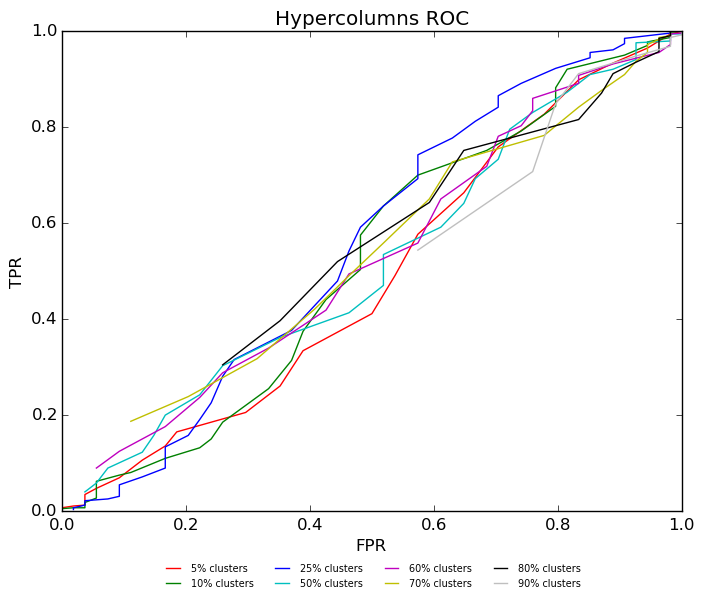 Hypercolumns ROC
1.0
0.8
0.6
0.4
0.2
0.0
TPR
0.0 0.2 0.4 0.6 0.8 1.0
FPR
5% clusters 25% clusters 60% clusters 80% clusters
10% clusters 50% clusters 70% clusters 90% clusters